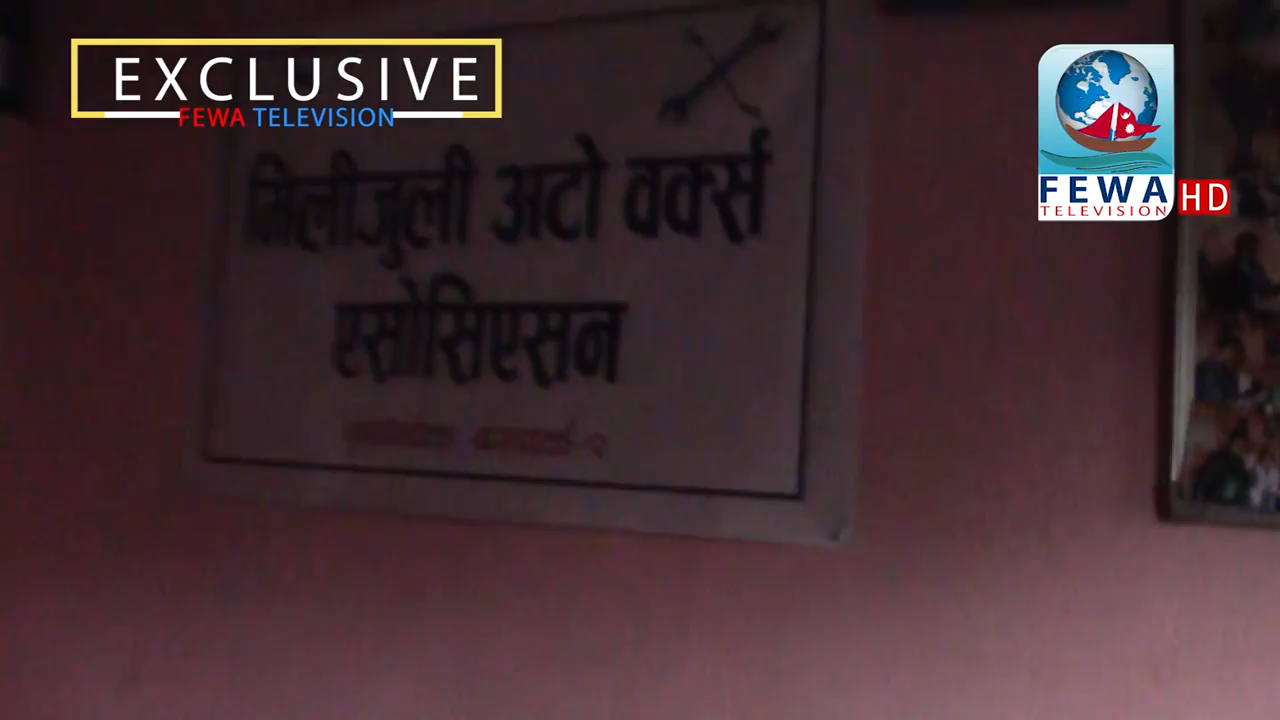 EXCLUSIVE
FEWA TELEVISION
FEWA
TELEVISION
HD
मिलीजुली अटो वर्क्स
एसोसिएसन